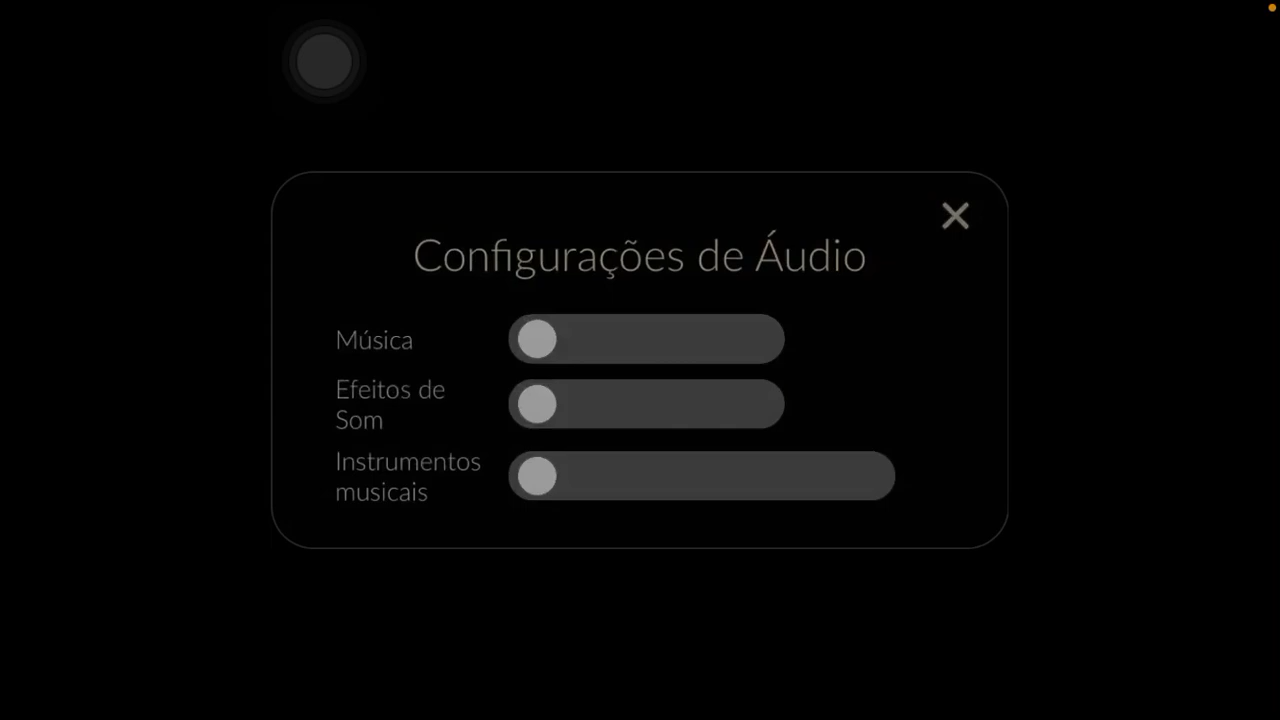 Configurações de Áudio
Música
Efeitos de
Som
Instrumentos
musicais